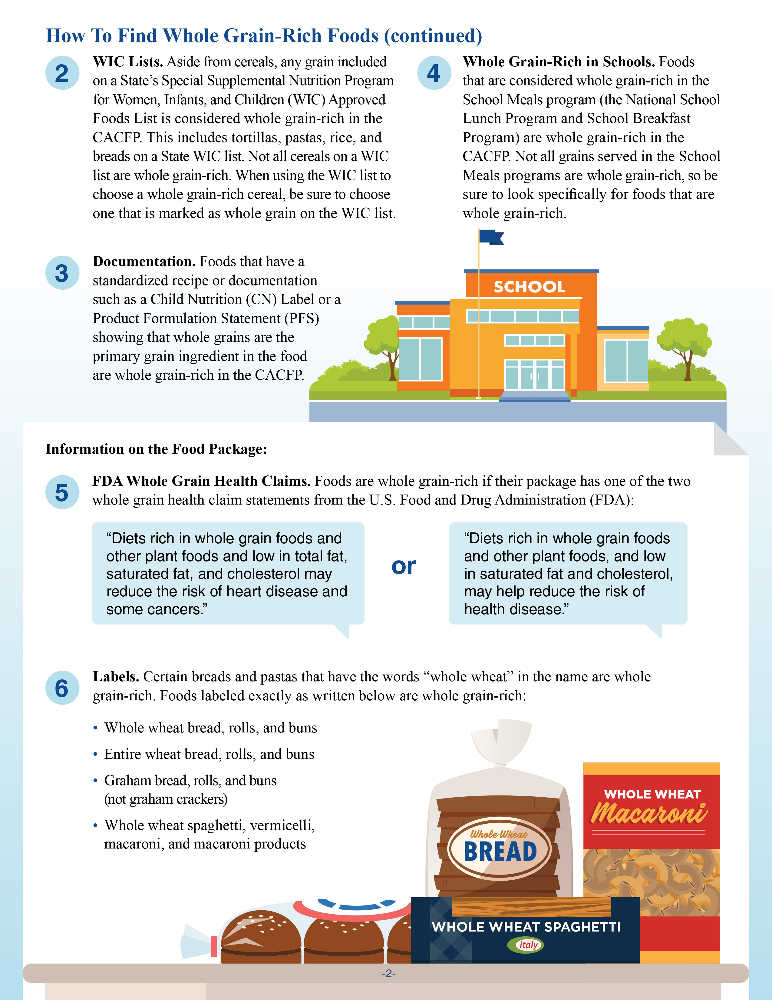 How To Find Whole Grain-Rich Foods (continued)
2
WIC Lists. Aside from cereals, any grain included
on a State’s Special Supplemental Nutrition Program
for Women, Infants, and Children (WIC) Approved
Foods List is considered whole grain-rich in the
CACFP. This includes tortillas, pastas, rice, and
breads on a State WIC list. Not all cereals on a WIC
list are whole grain-rich. When using the WIC list to
choose a whole grain-rich cereal, be sure to choose
one that is marked as whole grain on the WIC list.
3
Documentation. Foods that have a
standardized recipe or documentation
such as a Child Nutrition (CN) Label or a
Product Formulation Statement (PFS)
showing that whole grains are the
primary grain ingredient in the food
are whole grain-rich in the CACFP.
4
Whole Grain-Rich in Schools. Foods
that are considered whole grain-rich in the
School Meals program (the National School
Lunch Program and School Breakfast
Program) are whole grain-rich in the
CACFP. Not all grains served in the School
Meals programs are whole grain-rich, so be
sure to look specifically for foods that are
whole grain-rich.
SCHOOL
Information on the Food Package:
5
FDA Whole Grain Health Claims. Foods are whole grain-rich if their package has one of the two
whole grain health claim statements from the U.S. Food and Drug Administration (FDA):
“Diets rich in whole grain foods and
other plant foods and low in total fat,
saturated fat, and cholesterol may
reduce the risk of heart disease and
some cancers.”
or
“Diets rich in whole grain foods
and other plant foods, and low
in saturated fat and cholesterol,
may help reduce the risk of
health disease.”
6
Labels. Certain breads and pastas that have the words “whole wheat” in the name are whole
grain-rich. Foods labeled exactly as written below are whole grain-rich:
• Whole wheat bread, rolls, and buns
• Entire wheat bread, rolls, and buns
• Graham bread, rolls, and buns
(not graham crackers)
• Whole wheat spaghetti, vermicelli,
macaroni, and macaroni products
Whole Wheat
BREAD
WHOLE WHEAT
Macaroni
WHOLE WHEAT SPAGHETTI
Italy
-2-